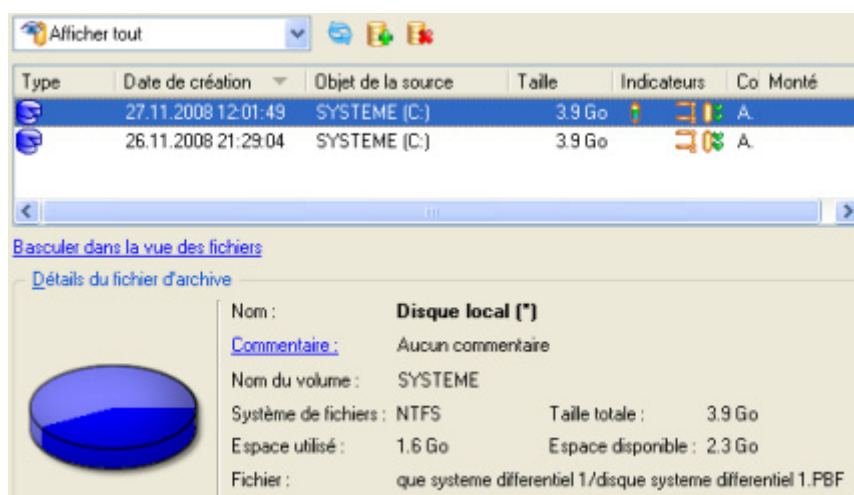 Afficher tout
Type Date de création Objet de la source Taille Indicateurs Co Monté
27.11.2008 12:01:49 SYSTEME (C:) 3.9 Go A.
26.11.2008 21:29:04 SYSTEME (C:) 3.9 Go A.
Basculer dans la vue des fichiers
Détails du fichier d'archive
Nom : Disque local (*)
Commentaire : Aucun commentaire
Nom du volume : SYSTEME
Système de fichiers : NTFS Taille totale : 3.9 Go
Espace utilisé : 1.6 Go Espace disponible : 2.3 Go
Fichier : que systeme differentiel 1/disque systeme differentiel 1.PBF